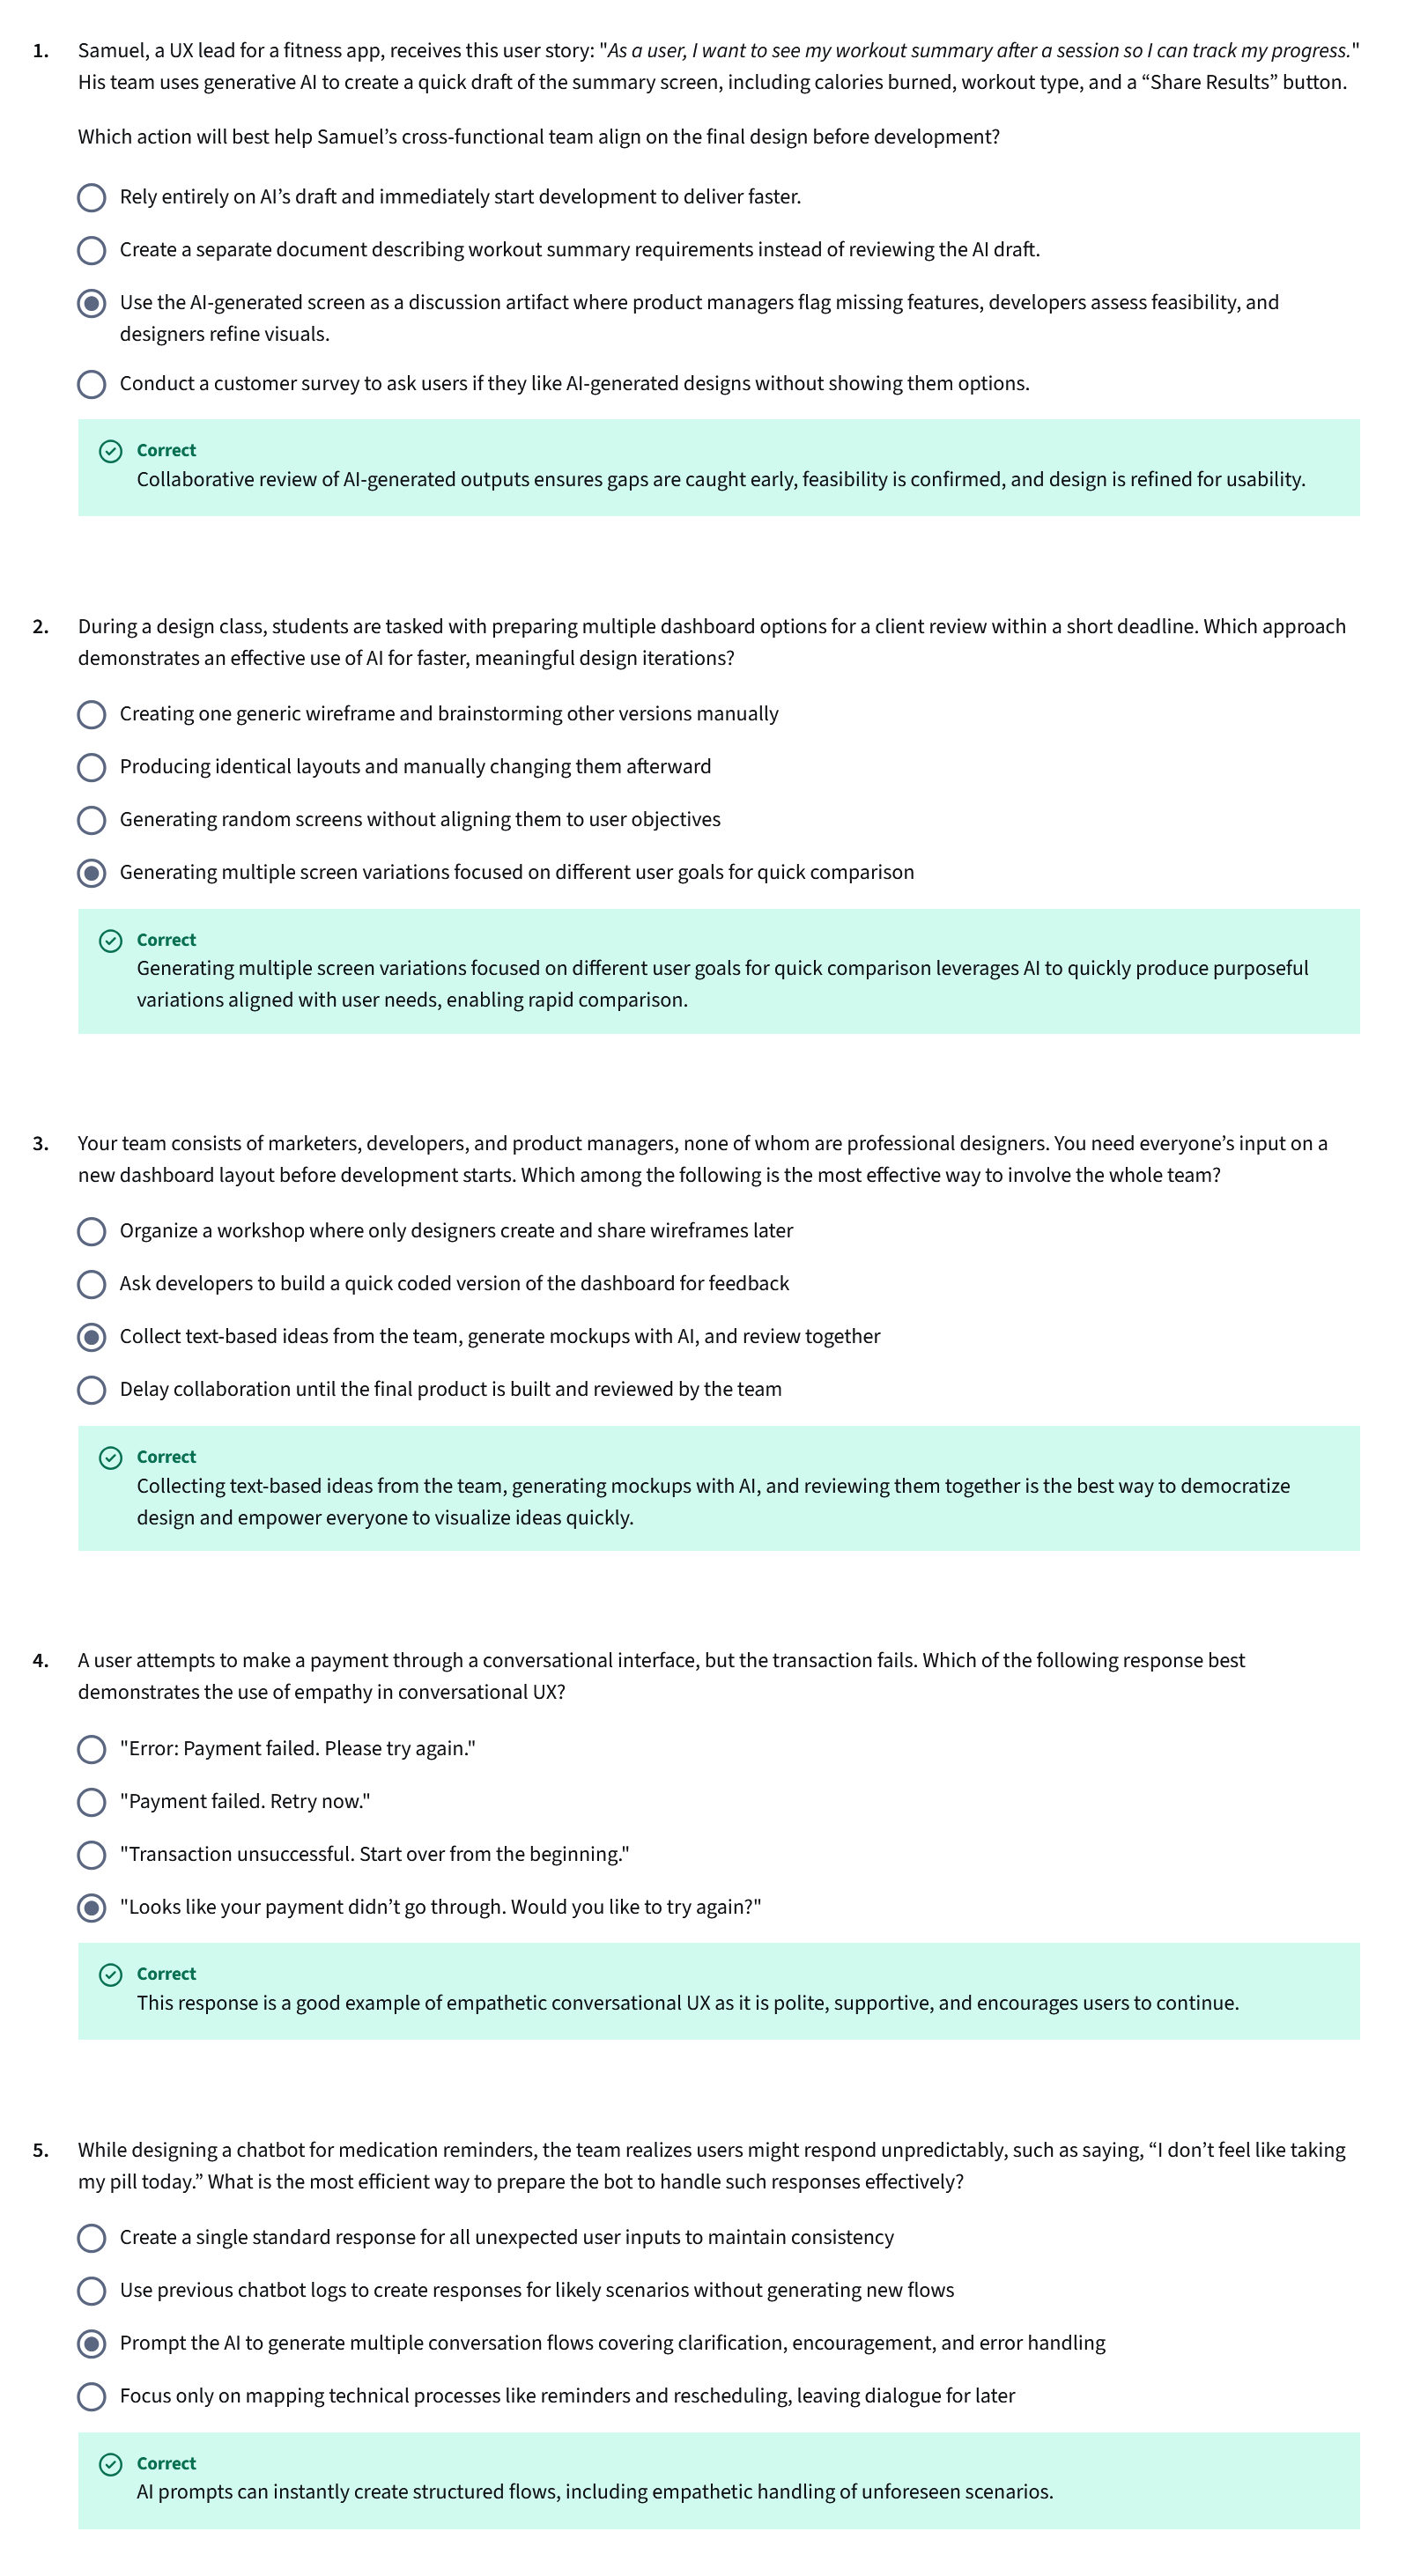 1. Samuel, a UX lead for a fitness app, receives this user story: "As a user, I want to see my workout summary after a session so I can track my progress."
His team uses generative AI to create a quick draft of the summary screen, including calories burned, workout type, and a “Share Results” button.
Which action will best help Samuel’s cross-functional team align on the final design before development?
Rely entirely on AI’s draft and immediately start development to deliver faster.
Create a separate document describing workout summary requirements instead of reviewing the AI draft.
Use the AI-generated screen as a discussion artifact where product managers flag missing features, developers assess feasibility, and
designers refine visuals.
Conduct a customer survey to ask users if they like AI-generated designs without showing them options.
Correct
Collaborative review of AI-generated outputs ensures gaps are caught early, feasibility is confirmed, and design is refined for usability.
2. During a design class, students are tasked with preparing multiple dashboard options for a client review within a short deadline. Which approach
demonstrates an effective use of AI for faster, meaningful design iterations?
Creating one generic wireframe and brainstorming other versions manually
Producing identical layouts and manually changing them afterward
Generating random screens without aligning them to user objectives
Generating multiple screen variations focused on different user goals for quick comparison
Correct
Generating multiple screen variations focused on different user goals for quick comparison leverages AI to quickly produce purposeful
variations aligned with user needs, enabling rapid comparison.
3. Your team consists of marketers, developers, and product managers, none of whom are professional designers. You need everyone’s input on a
new dashboard layout before development starts. Which among the following is the most effective way to involve the whole team?
Organize a workshop where only designers create and share wireframes later
Ask developers to build a quick coded version of the dashboard for feedback
Collect text-based ideas from the team, generate mockups with AI, and review together
Delay collaboration until the final product is built and reviewed by the team
Correct
Collecting text-based ideas from the team, generating mockups with AI, and reviewing them together is the best way to democratize
design and empower everyone to visualize ideas quickly.
4. A user attempts to make a payment through a conversational interface, but the transaction fails. Which of the following response best
demonstrates the use of empathy in conversational UX?
"Error: Payment failed. Please try again."
"Payment failed. Retry now."
"Transaction unsuccessful. Start over from the beginning."
"Looks like your payment didn’t go through. Would you like to try again?"
Correct
This response is a good example of empathetic conversational UX as it is polite, supportive, and encourages users to continue.
5. While designing a chatbot for medication reminders, the team realizes users might respond unpredictably, such as saying, “I don’t feel like taking
my pill today.” What is the most efficient way to prepare the bot to handle such responses effectively?
Create a single standard response for all unexpected user inputs to maintain consistency
Use previous chatbot logs to create responses for likely scenarios without generating new flows
Prompt the AI to generate multiple conversation flows covering clarification, encouragement, and error handling
Focus only on mapping technical processes like reminders and rescheduling, leaving dialogue for later
Correct
AI prompts can instantly create structured flows, including empathetic handling of unforeseen scenarios.